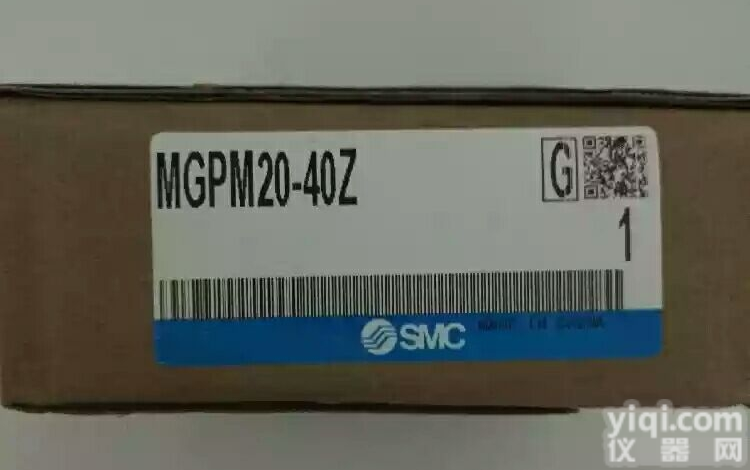 MGPM20-40Z
G
1
SMC
yiqi.com
仪器网